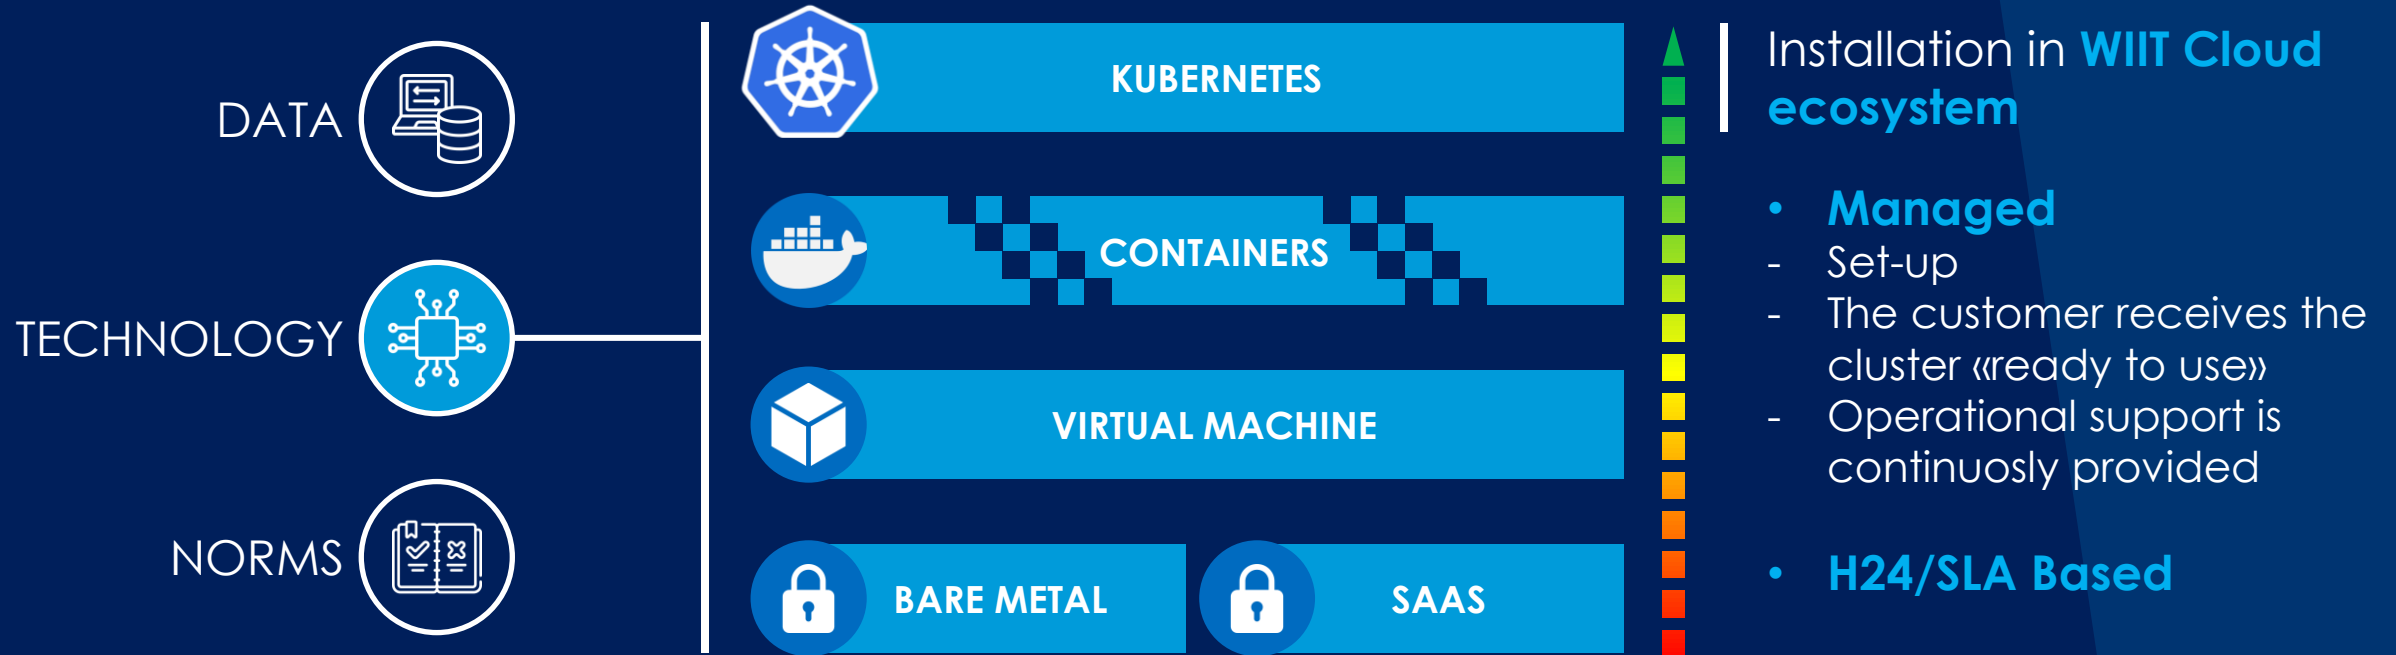 DATA
TECHNOLOGY
NORMS
KUBERNETES
CONTAINERS
VIRTUAL MACHINE
BARE METAL
SAAS
Installation in WIIT Cloud
ecosystem
• Managed
- Set-up
- The customer receives the
cluster «ready to use»
- Operational support is
continuosly provided
• H24/SLA Based